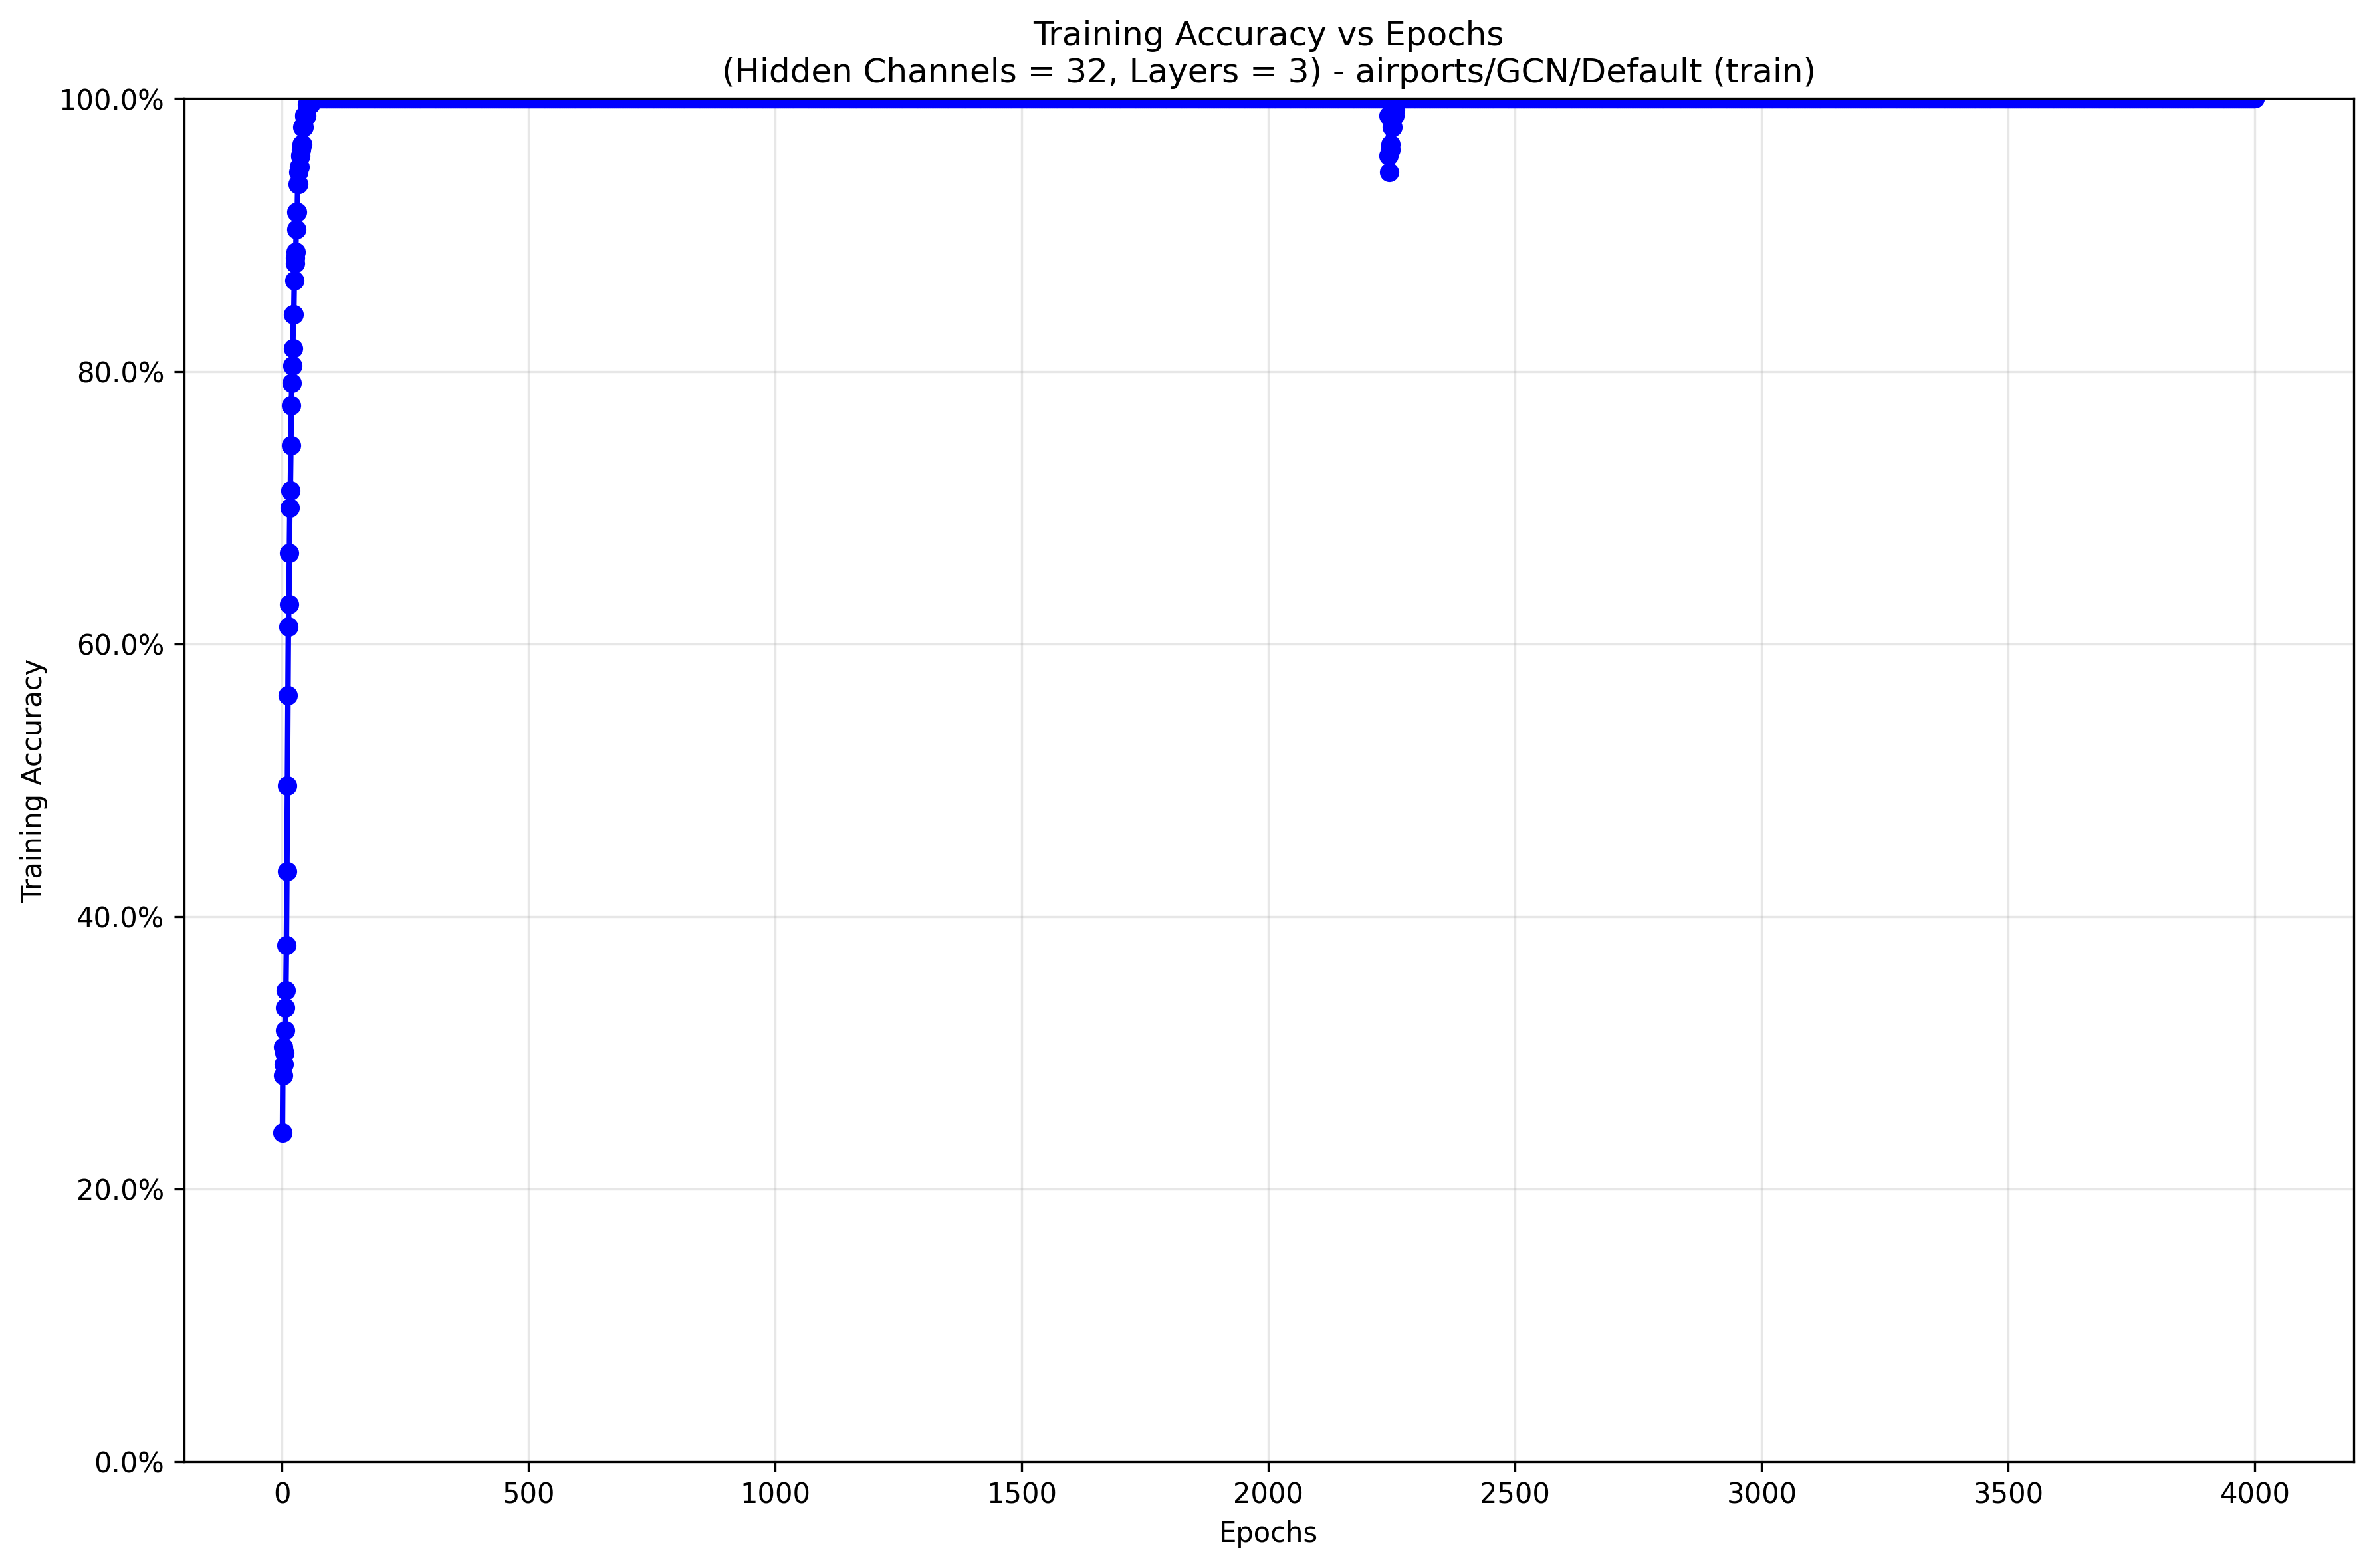 Training Accuracy vs Epochs
(Hidden Channels = 32, Layers = 3) - airports/GCN/Default (train)
100.0%
80.0%
60.0%
40.0%
20.0%
0.0%
Training Accuracy
0 500 1000 1500 2000 2500 3000 3500 4000
Epochs